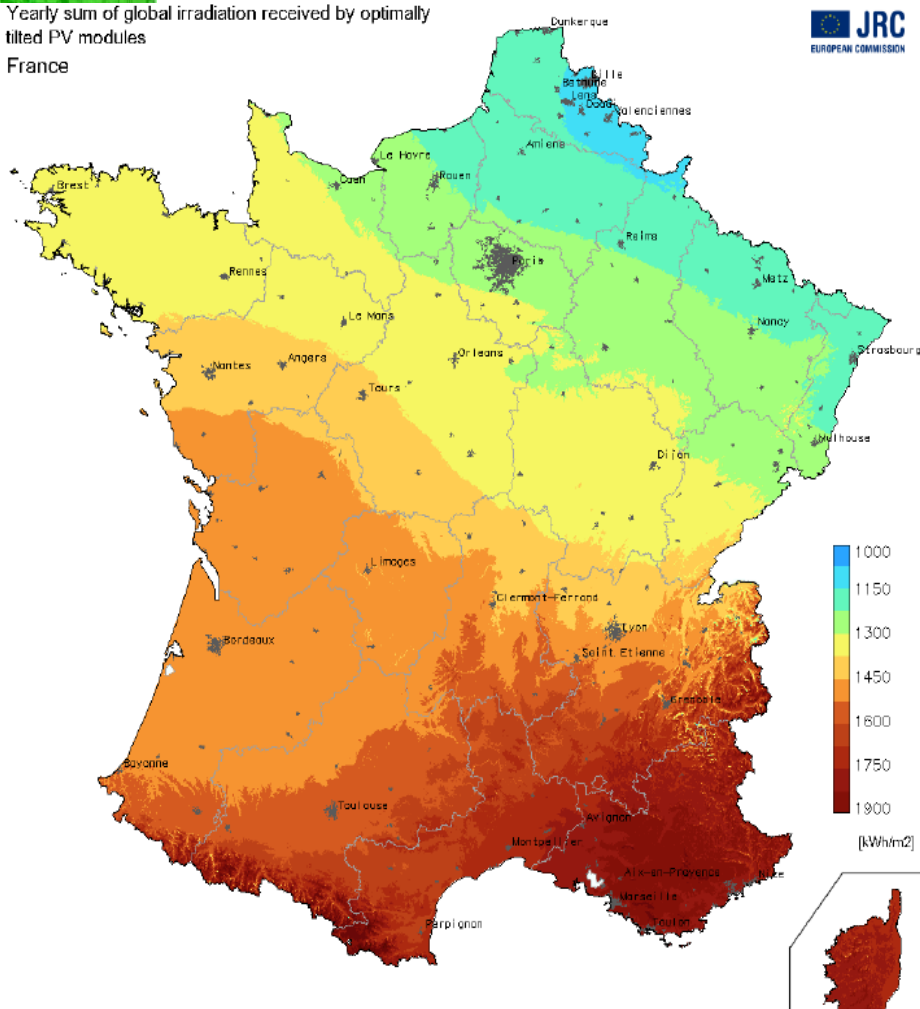 Yearly sum of global irradiation received by optimally
tilted PV modules
France
JRC
EUROPEAN COMMISSION
Dunkerque
Lille
Bethune
Lens
Douai
Valenciennes
Amiens
Le Havre
Rouen
Caen
Brest
Reims
Paris
Metz
Rennes
Nancy
Le Mans
Strasbourg
Orleans
Angers
Nantes
Tours
Mulhouse
Dijon
Limoges
Clermont-Ferrand
Lyon
Bordeaux
Saint Etienne
Grenoble
Bayonne
Toulouse
Avignon
Montpellier
Aix-en-Provence
Nice
Marseille
Toulon
Perpignan
1000
1150
1300
1450
1600
1750
1900
[kWh/m2]